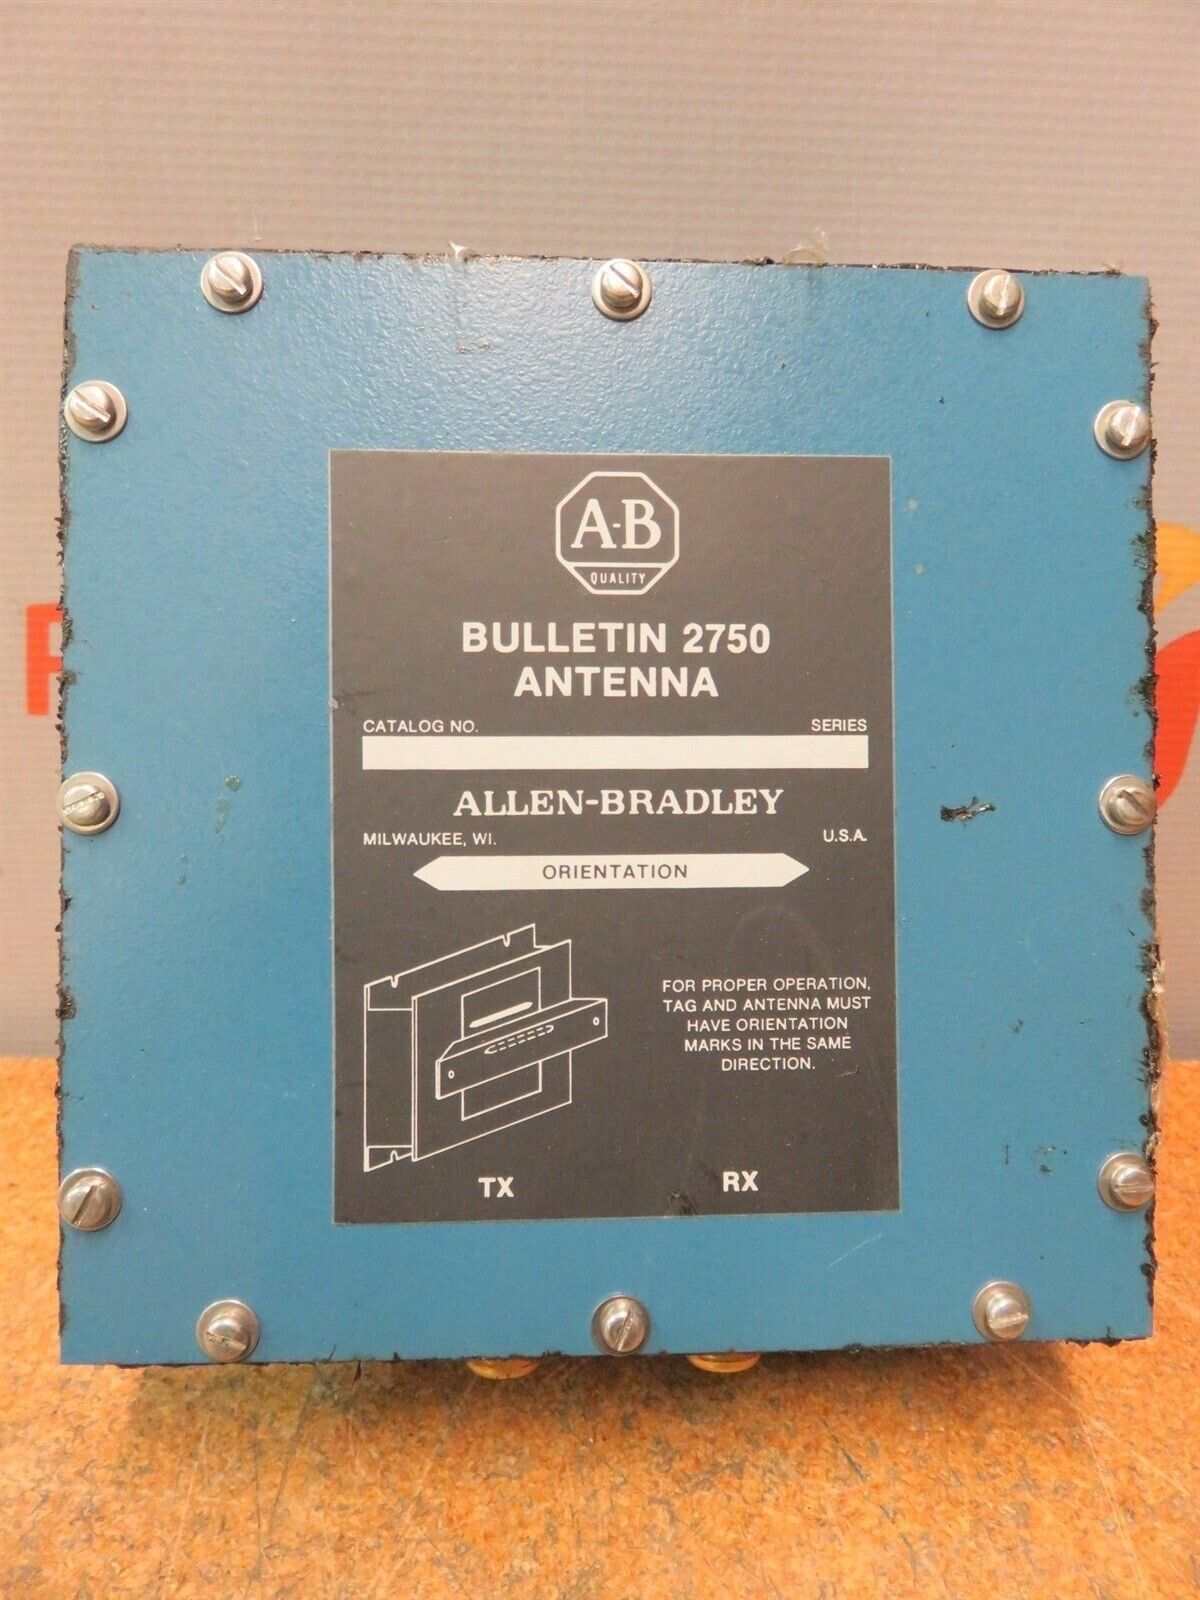 A-B
QUALITY
BULLETIN 2750
ANTENNA
CATALOG NO. SERIES
ALLEN-BRADLEY
MILWAUKEE, WI. U.S.A.
ORIENTATION
FOR PROPER OPERATION,
TAG AND ANTENNA MUST
HAVE ORIENTATION
MARKS IN THE SAME
DIRECTION.
TX RX